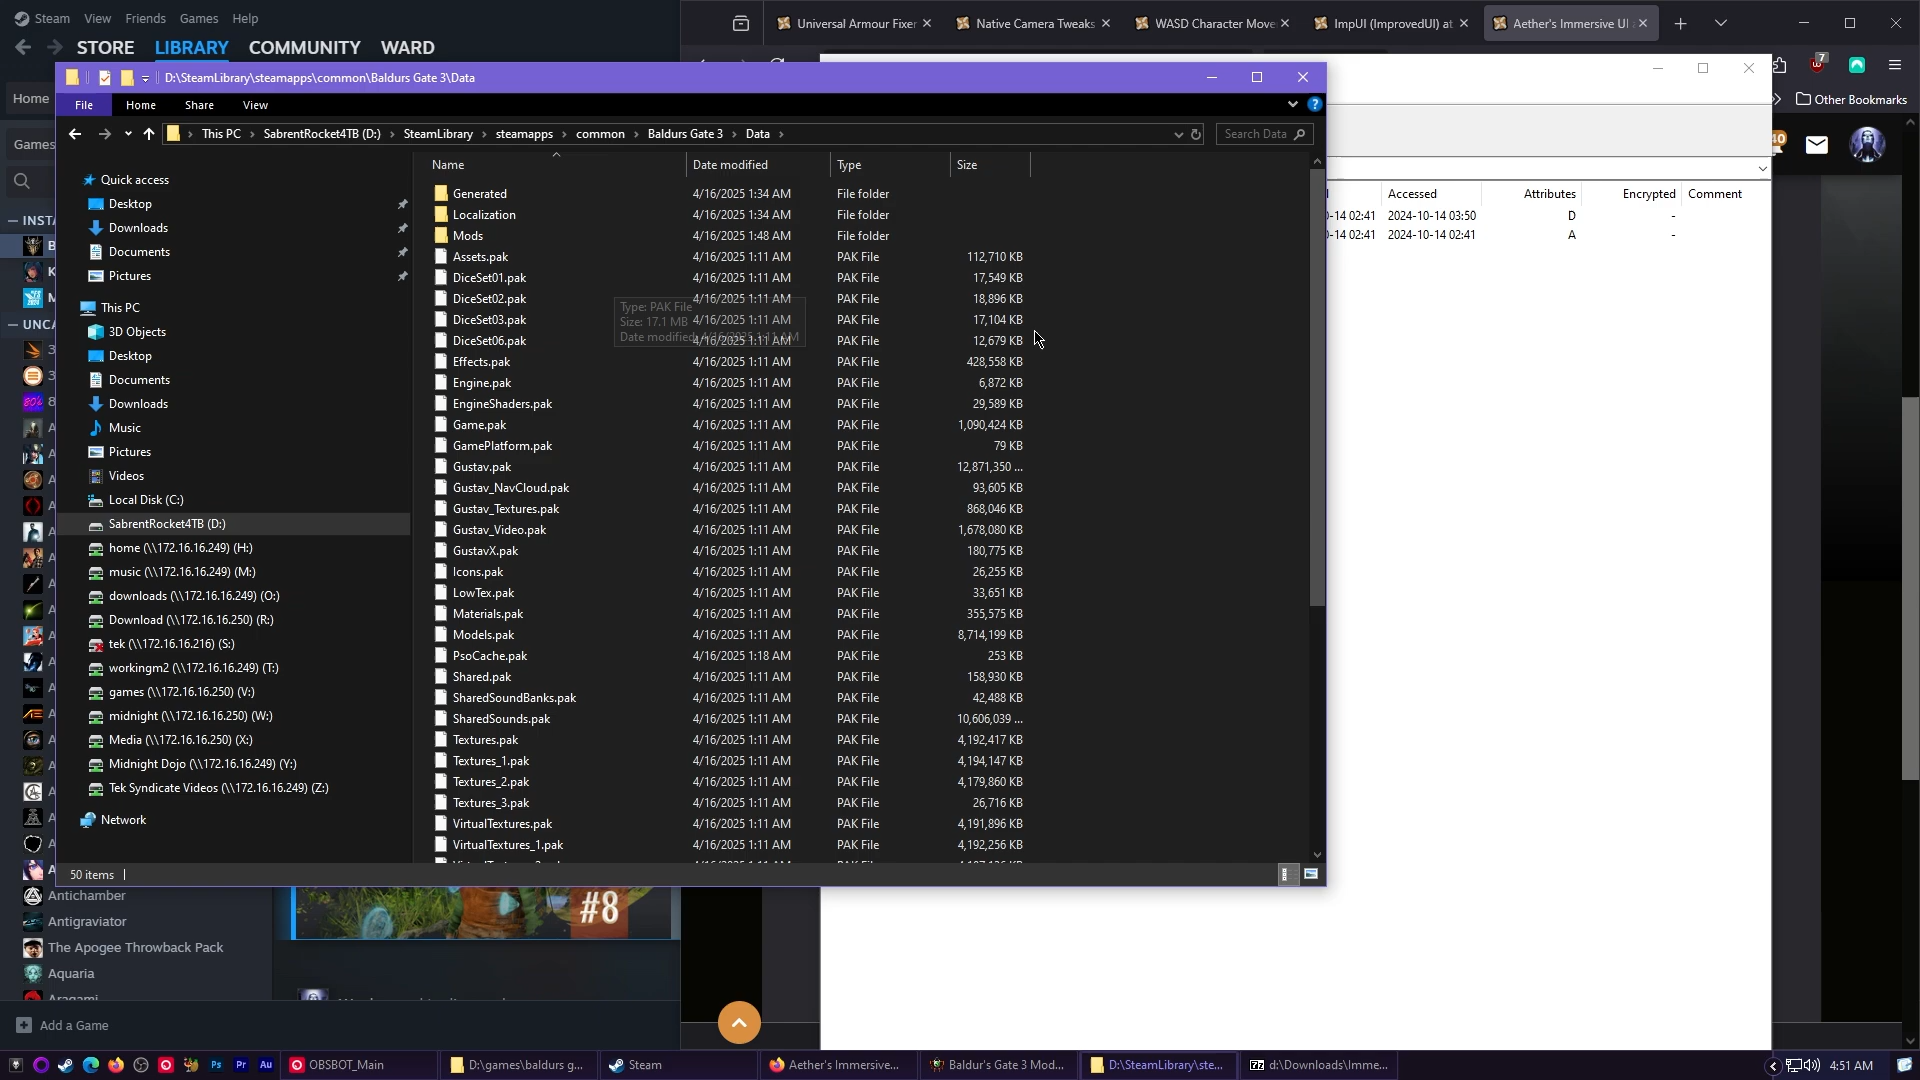 Steam View Friends Games Help
STORE LIBRARY COMMUNITY WARD
Universal Armour Fixer
Native Camera Tweaks
WASD Character Move
ImpUI (ImprovedUI) at
Aether's Immersive UI
7
Other Bookmarks
Home
Games
D:\SteamLibrary\steamapps\common\Baldurs Gate 3\Data
File Home Share View
This PC SabrentRocket4TB (D:) SteamLibrary steamapps common Baldurs Gate 3 Data
Search Data
Name Date modified Type Size
Accessed Attributes Encrypted Comment
-14 02:41 2024-10-14 03:50 D -
-14 02:41 2024-10-14 02:41 A -
Quick access
Desktop
Downloads
Documents
Pictures
This PC
3D Objects
Desktop
Documents
Downloads
Music
Pictures
Videos
Local Disk (C:)
SabrentRocket4TB (D:)
home (\\172.16.16.249) (H:)
music (\\172.16.16.249) (M:)
downloads (\\172.16.16.249) (O:)
Download (\\172.16.16.250) (R:)
tek (\\172.16.16.216) (S:)
workingm2 (\\172.16.16.249) (T:)
games (\\172.16.16.250) (V:)
midnight (\\172.16.16.250) (W:)
Media (\\172.16.16.250) (X:)
Midnight Dojo (\\172.16.16.249) (Y:)
Tek Syndicate Videos (\\172.16.16.249) (Z:)
Network
Generated 4/16/2025 1:34 AM File folder
Localization 4/16/2025 1:34 AM File folder
Mods 4/16/2025 1:48 AM File folder
Assets.pak 4/16/2025 1:11 AM PAK File 112,710 KB
DiceSet01.pak 4/16/2025 1:11 AM PAK File 17,549 KB
DiceSet02.pak 4/16/2025 1:11 AM PAK File 18,896 KB
DiceSet03.pak 4/16/2025 1:11 AM PAK File 17,104 KB
DiceSet06.pak 4/16/2025 1:11 AM PAK File 12,679 KB
Type: PAK File
Size: 17.1 MB
Date modified: 4/16/2025 1:11 AM
Effects.pak 4/16/2025 1:11 AM PAK File 428,558 KB
Engine.pak 4/16/2025 1:11 AM PAK File 6,872 KB
EngineShaders.pak 4/16/2025 1:11 AM PAK File 29,589 KB
Game.pak 4/16/2025 1:11 AM PAK File 1,090,424 KB
GamePlatform.pak 4/16/2025 1:11 AM PAK File 79 KB
Gustav.pak 4/16/2025 1:11 AM PAK File 12,871,350 ...
Gustav_NavCloud.pak 4/16/2025 1:11 AM PAK File 93,605 KB
Gustav_Textures.pak 4/16/2025 1:11 AM PAK File 868,046 KB
Gustav_Video.pak 4/16/2025 1:11 AM PAK File 1,678,080 KB
GustavX.pak 4/16/2025 1:11 AM PAK File 180,775 KB
Icons.pak 4/16/2025 1:11 AM PAK File 26,255 KB
LowTex.pak 4/16/2025 1:11 AM PAK File 33,651 KB
Materials.pak 4/16/2025 1:11 AM PAK File 355,575 KB
Models.pak 4/16/2025 1:11 AM PAK File 8,714,199 KB
PsoCache.pak 4/16/2025 1:18 AM PAK File 253 KB
Shared.pak 4/16/2025 1:11 AM PAK File 158,930 KB
SharedSoundBanks.pak 4/16/2025 1:11 AM PAK File 42,488 KB
SharedSounds.pak 4/16/2025 1:11 AM PAK File 10,606,039 ...
Textures.pak 4/16/2025 1:11 AM PAK File 4,192,417 KB
Textures_1.pak 4/16/2025 1:11 AM PAK File 4,194,147 KB
Textures_2.pak 4/16/2025 1:11 AM PAK File 4,179,860 KB
Textures_3.pak 4/16/2025 1:11 AM PAK File 26,716 KB
VirtualTextures.pak 4/16/2025 1:11 AM PAK File 4,191,896 KB
VirtualTextures_1.pak 4/16/2025 1:11 AM PAK File 4,192,256 KB
50 items
#8
Antichamber
Antigraviator
The Apogee Throwback Pack
Aquaria
Aragami
Add a Game
OBSBOT_Main
D:\games\baldurs g...
Steam
Aether's Immersive...
Baldur's Gate 3 Mod...
D:\SteamLibrary\ste...
d:\Downloads\Imme...
4:51 AM